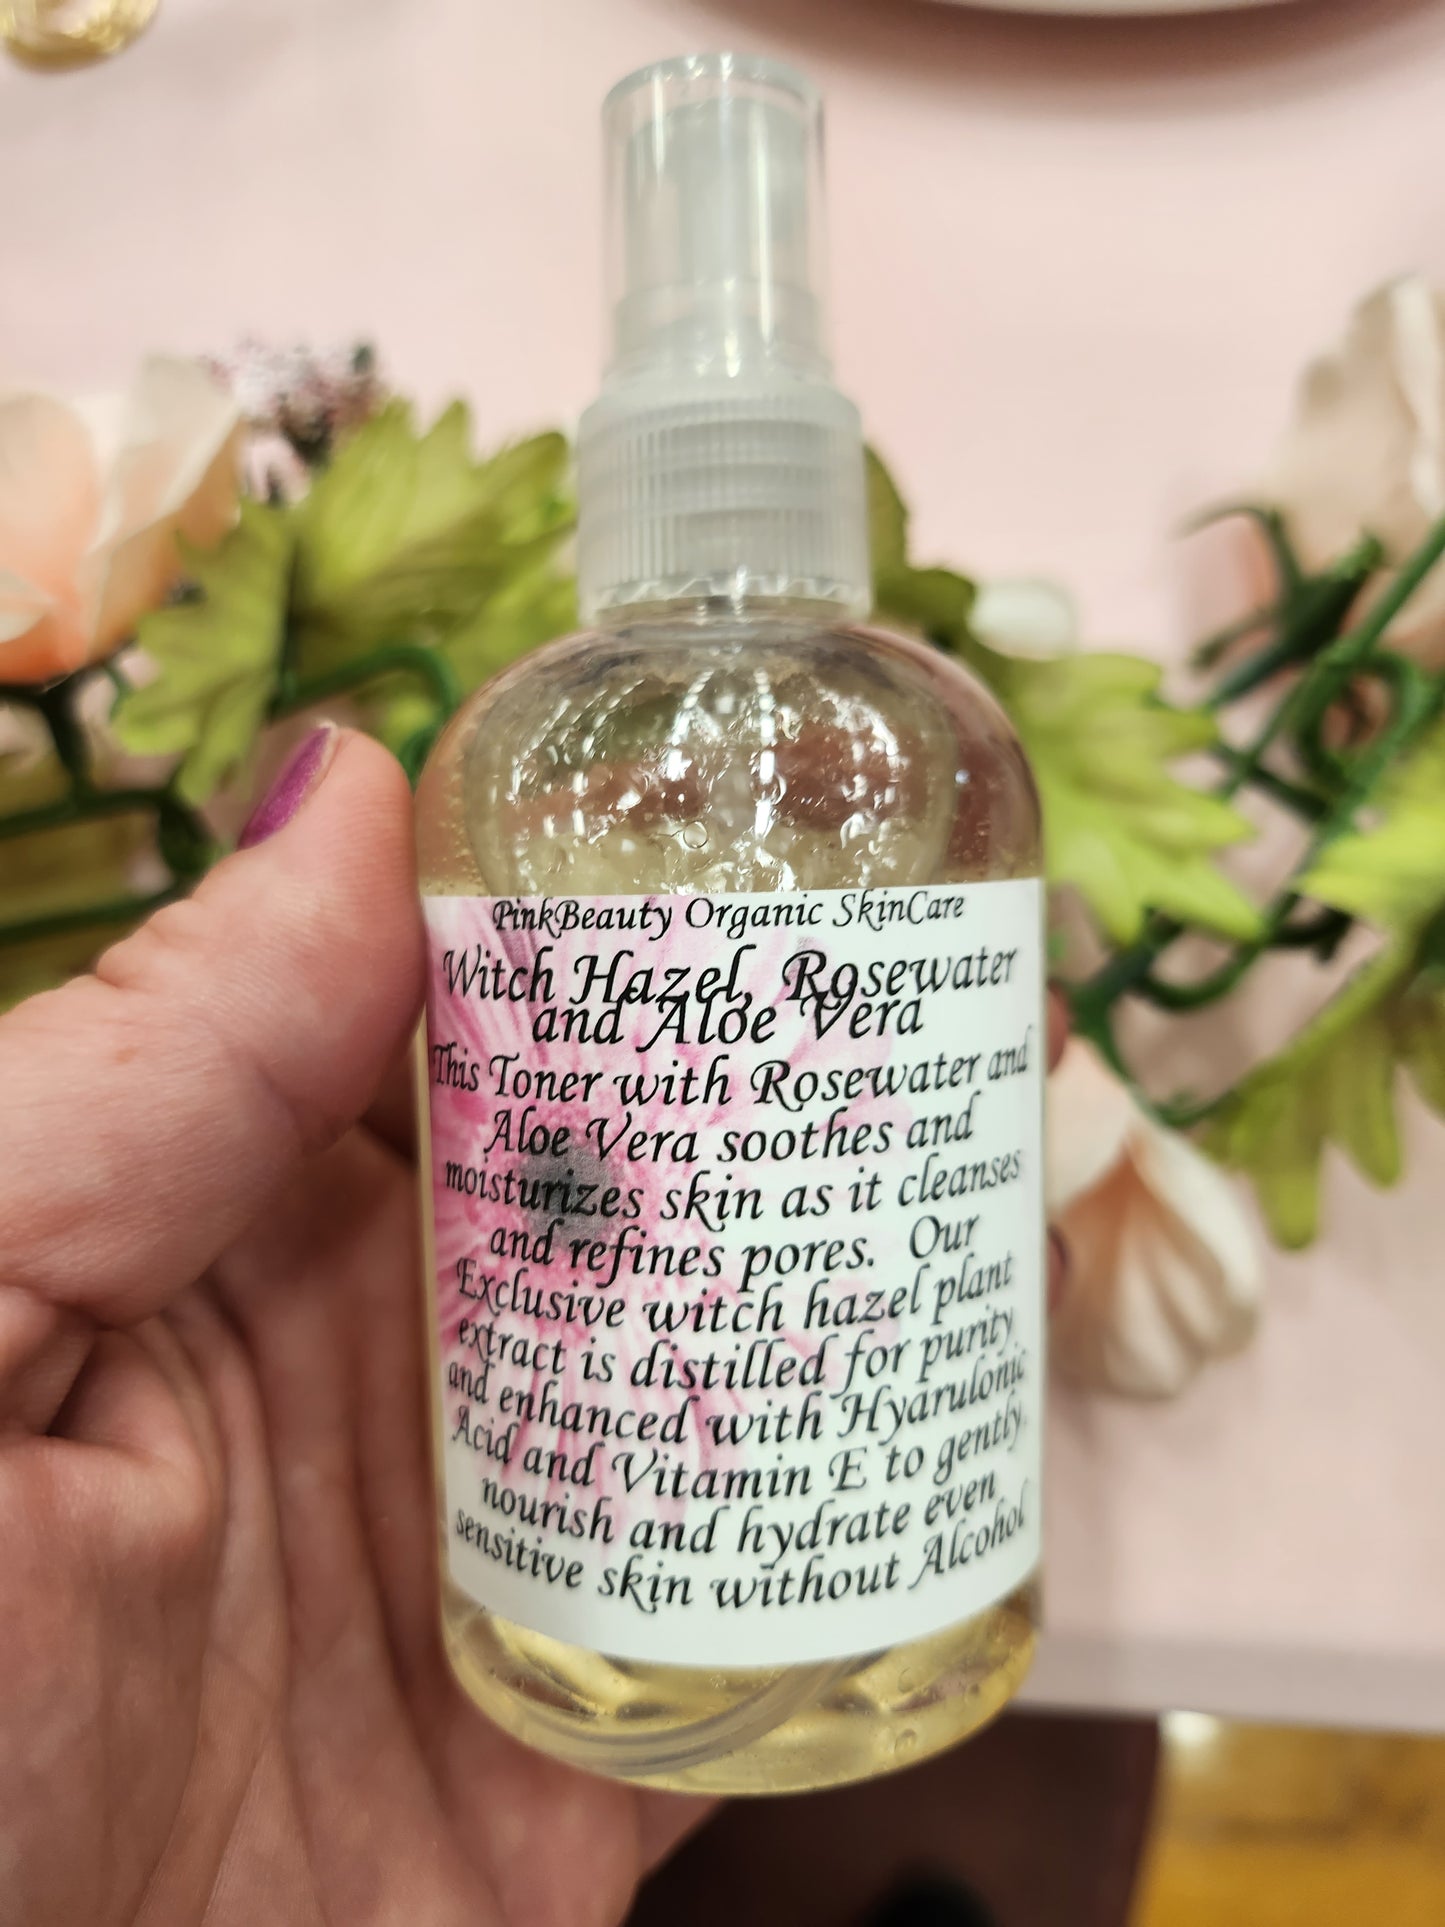 PinkBeauty Organic SkinCare
Witch Hazel, Rosewater
and Aloe Vera
This Toner with Rosewater and
Aloe Vera soothes and
moisturizes skin as it cleanses
and refines pores. Our
Exclusive witch hazel plant
extract is distilled for purity
and enhanced with Hyarulonic
Acid and Vitamin E to gently
nourish and hydrate even
sensitive skin without Alcohol